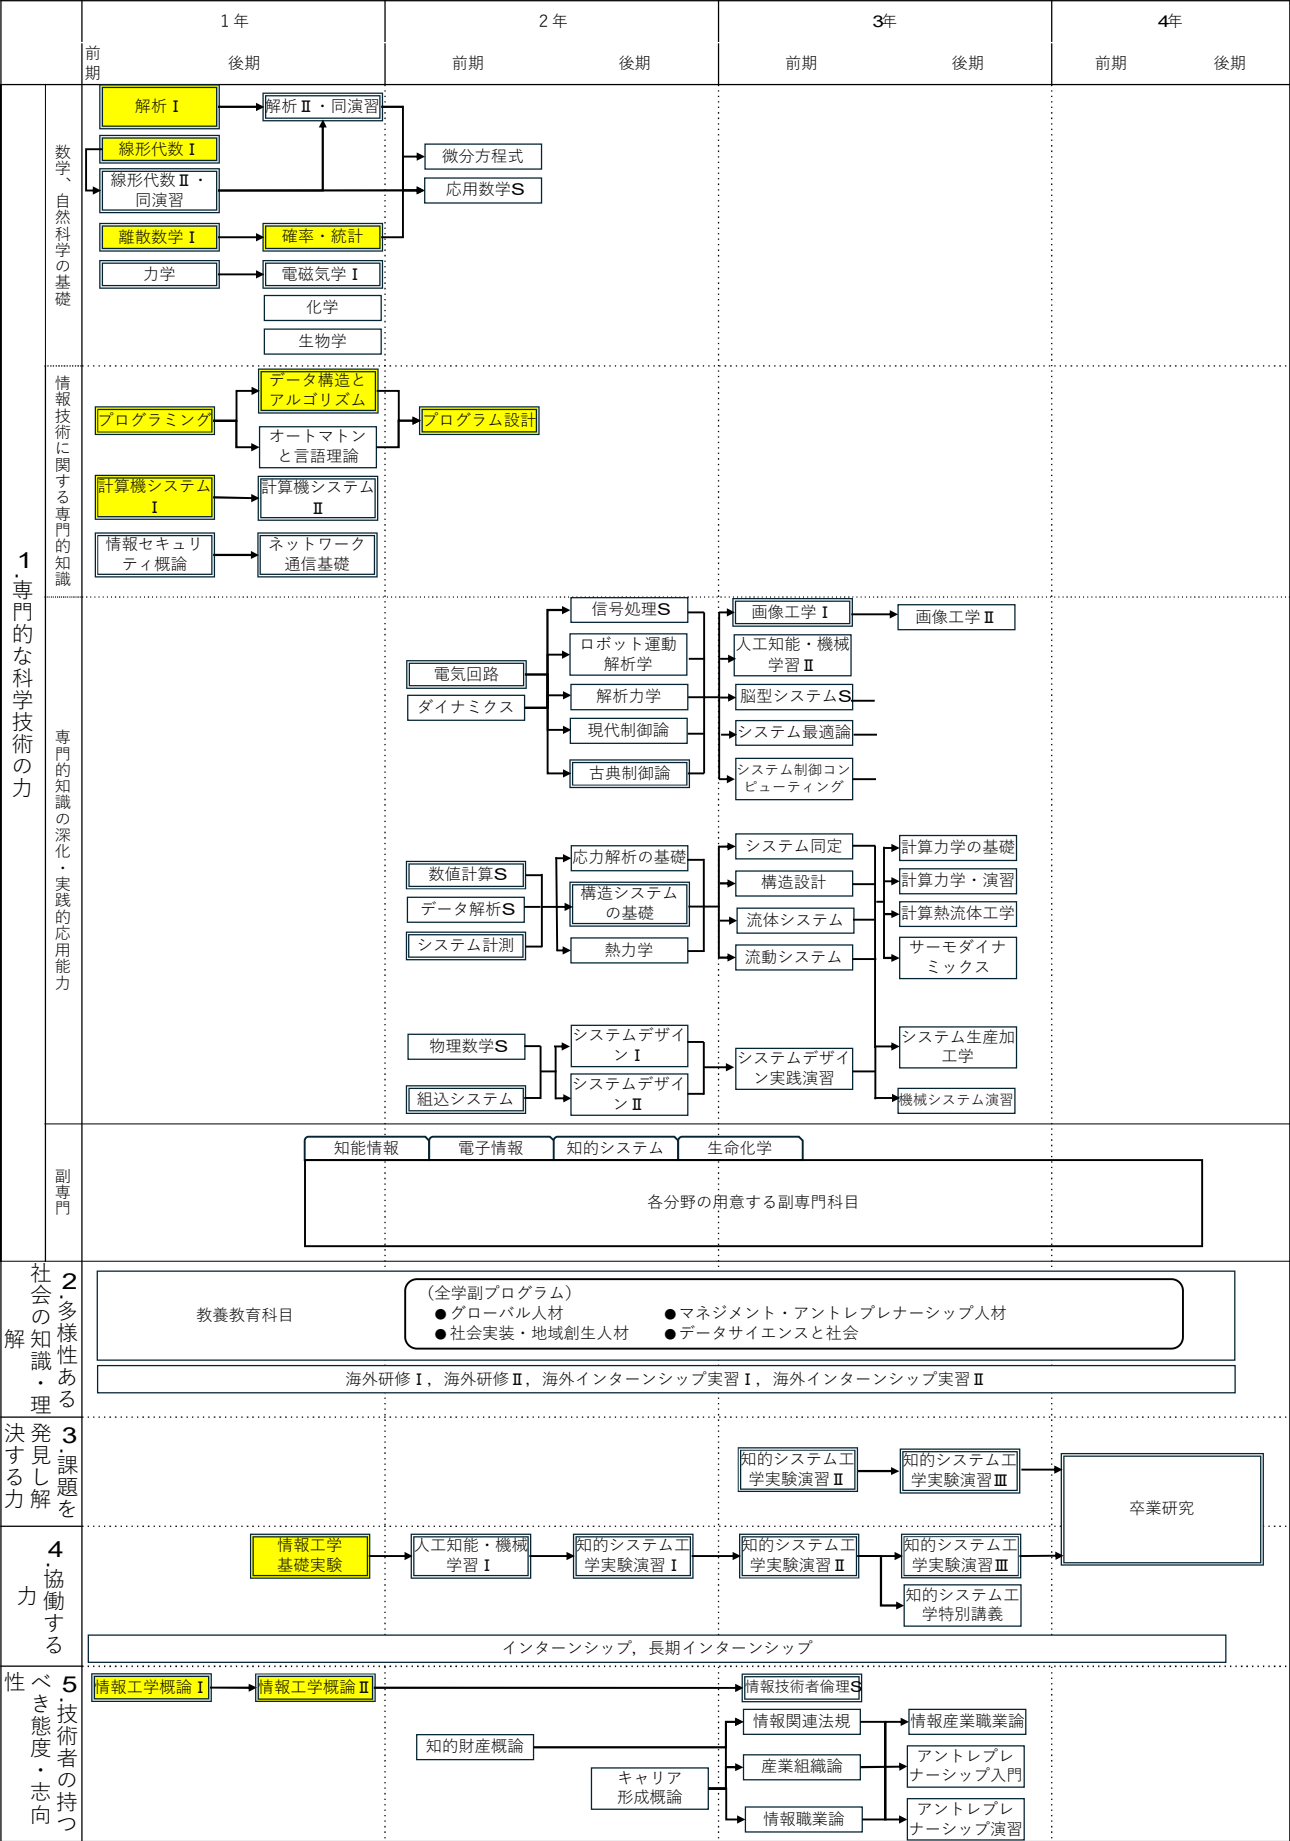 1年
2年
3年
4年
前期
後期
前期
後期
前期
後期
前期
後期
1.専門的な科学技術の力
数学、自然科学の基礎
解析Ⅰ
解析Ⅱ・同演習
線形代数Ⅰ
微分方程式
線形代数Ⅱ・
同演習
応用数学S
離散数学Ⅰ
確率・統計
力学
電磁気学Ⅰ
化学
生物学
情報技術に関する専門的知識
プログラミング
データ構造と
アルゴリズム
オートマトン
と言語理論
プログラム設計
計算機システム
Ⅰ
計算機システム
Ⅱ
情報セキュリ
ティ概論
ネットワーク
通信基礎
専門的知識の深化・実践的応用能力
電気回路
ダイナミクス
信号処理S
ロボット運動
解析学
解析力学
現代制御論
古典制御論
画像工学Ⅰ
人工知能・機械
学習Ⅱ
脳型システムS
システム最適論
システム制御コン
ピューティング
画像工学Ⅱ
数値計算S
データ解析S
システム計測
応力解析の基礎
構造システム
の基礎
熱力学
システム同定
構造設計
流体システム
流動システム
計算力学の基礎
計算力学・演習
計算熱流体工学
サーモダイナ
ミックス
物理数学S
組込システム
システムデザイ
ンⅠ
システムデザイ
ンⅡ
システムデザイ
ン実践演習
システム生産加
工学
機械システム演習
副専門
知能情報
電子情報
知的システム
生命化学
各分野の用意する副専門科目
2.多様性ある
社会の知識・理
解
教養教育科目
（全学副プログラム）
●グローバル人材
●マネジメント・アントレプレナーシップ人材
●社会実装・地域創生人材
●データサイエンスと社会
海外研修Ⅰ，海外研修Ⅱ，海外インターンシップ実習Ⅰ，海外インターンシップ実習Ⅱ
3.課題を
発見し解
決する力
知的システム工
学実験演習Ⅱ
知的システム工
学実験演習Ⅲ
卒業研究
4.協働する
力
情報工学
基礎実験
人工知能・機械
学習Ⅰ
知的システム工
学実験演習Ⅰ
知的システム工
学実験演習Ⅱ
知的システム工
学実験演習Ⅲ
知的システム工
学特別講義
インターンシップ，長期インターンシップ
5.技術者の持つ
べき態度・志向
性
情報工学概論Ⅰ
情報工学概論Ⅱ
情報技術者倫理S
知的財産概論
キャリア
形成概論
情報関連法規
産業組織論
情報職業論
情報産業職業論
アントレプレ
ナーシップ入門
アントレプレ
ナーシップ演習